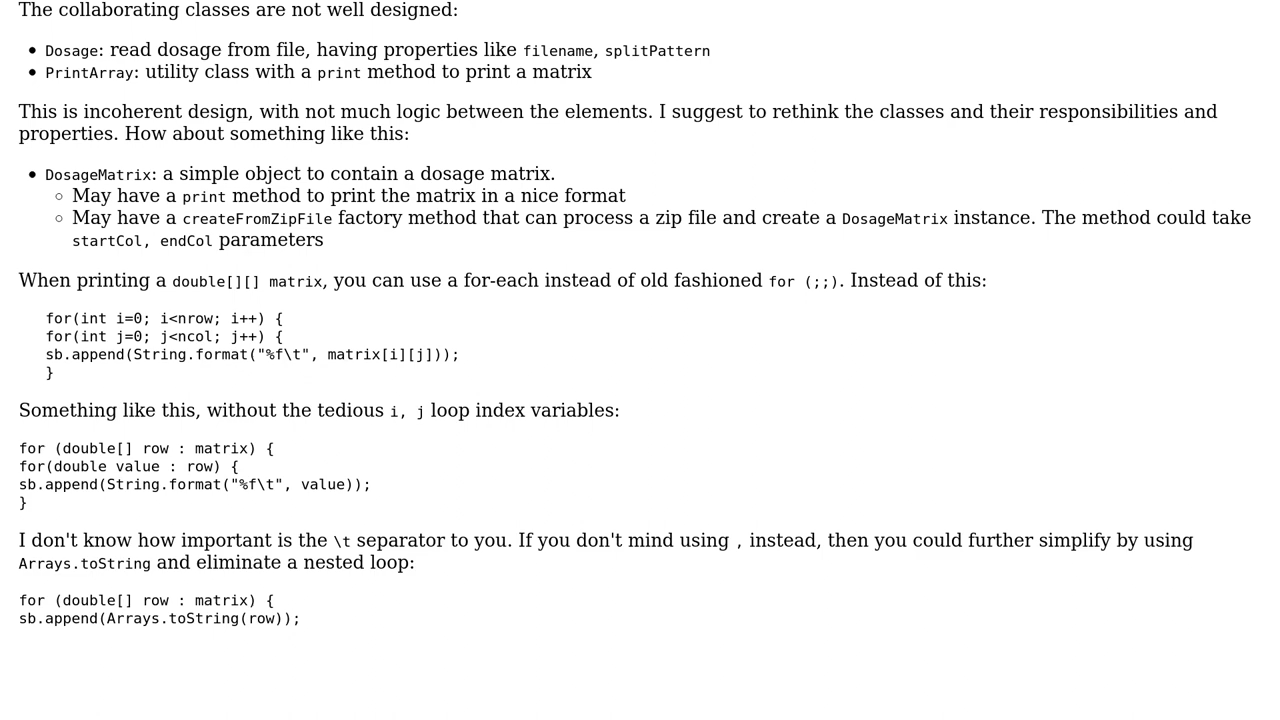 The collaborating classes are not well designed:
• Dosage: read dosage from file, having properties like filename, splitPattern
• PrintArray: utility class with a print method to print a matrix
This is incoherent design, with not much logic between the elements. I suggest to rethink the classes and their responsibilities and
properties. How about something like this:
• DosageMatrix: a simple object to contain a dosage matrix.
◦ May have a print method to print the matrix in a nice format
◦ May have a createFromZipFile factory method that can process a zip file and create a DosageMatrix instance. The method could take
startCol, endCol parameters
When printing a double[][] matrix, you can use a for-each instead of old fashioned for (;;). Instead of this:
for(int i=0; i<nrow; i++) {
for(int j=0; j<ncol; j++) {
sb.append(String.format("%f\t", matrix[i][j]));
}
Something like this, without the tedious i, j loop index variables:
for (double[] row : matrix) {
for(double value : row) {
sb.append(String.format("%f\t", value));
}
I don't know how important is the \t separator to you. If you don't mind using , instead, then you could further simplify by using
Arrays.toString and eliminate a nested loop:
for (double[] row : matrix) {
sb.append(Arrays.toString(row));